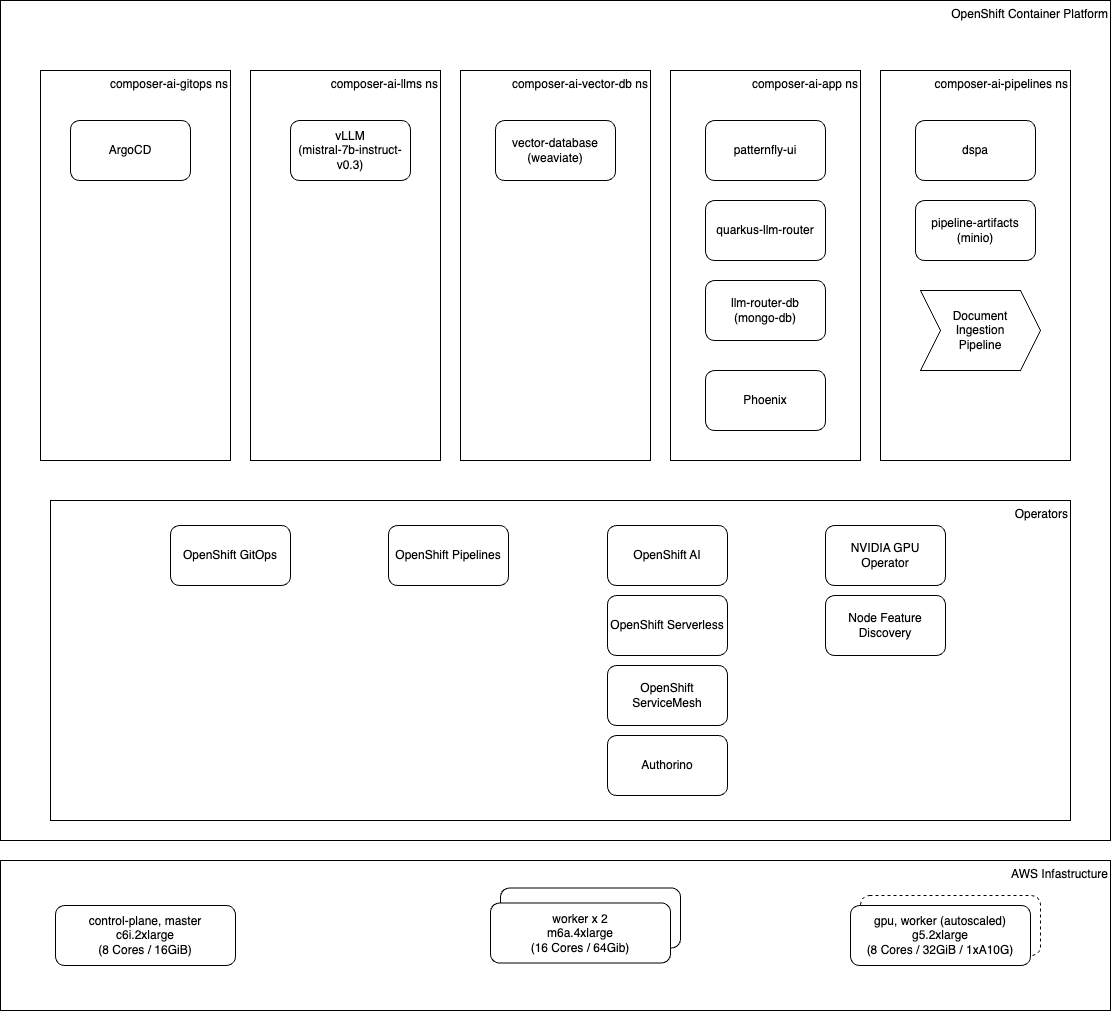 OpenShift Container Platform
composer-ai-gitops ns
ArgoCD
composer-ai-llms ns
vLLM
(mistral-7b-instruct-
v0.3)
composer-ai-vector-db ns
vector-database
(weaviate)
composer-ai-app ns
patternfly-ui
quarkus-llm-router
llm-router-db
(mongo-db)
Phoenix
composer-ai-pipelines ns
dspa
pipeline-artifacts
(minio)
Document
Ingestion
Pipeline
Operators
OpenShift GitOps
OpenShift Pipelines
OpenShift AI
OpenShift Serverless
OpenShift
ServiceMesh
Authorino
NVIDIA GPU
Operator
Node Feature
Discovery
AWS Infastructure
control-plane, master
c6i.2xlarge
(8 Cores / 16GiB)
worker x 2
m6a.4xlarge
(16 Cores / 64Gib)
gpu, worker (autoscaled)
g5.2xlarge
(8 Cores / 32GiB / 1xA10G)